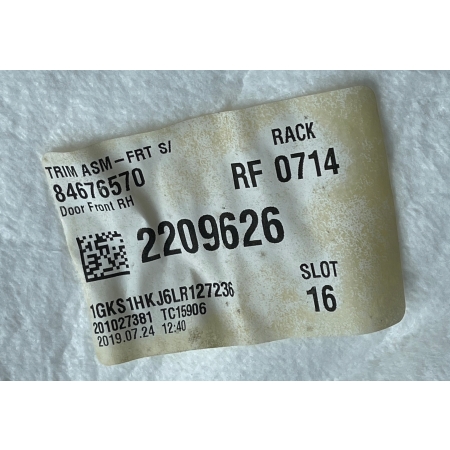 TRIM ASM-FRT S/
84676570
Door Front RH
RACK
RF 0714
2209626
1GKS1HKJ6LR127236
201027381 TC15906
2019.07.24 12:40
SLOT
16